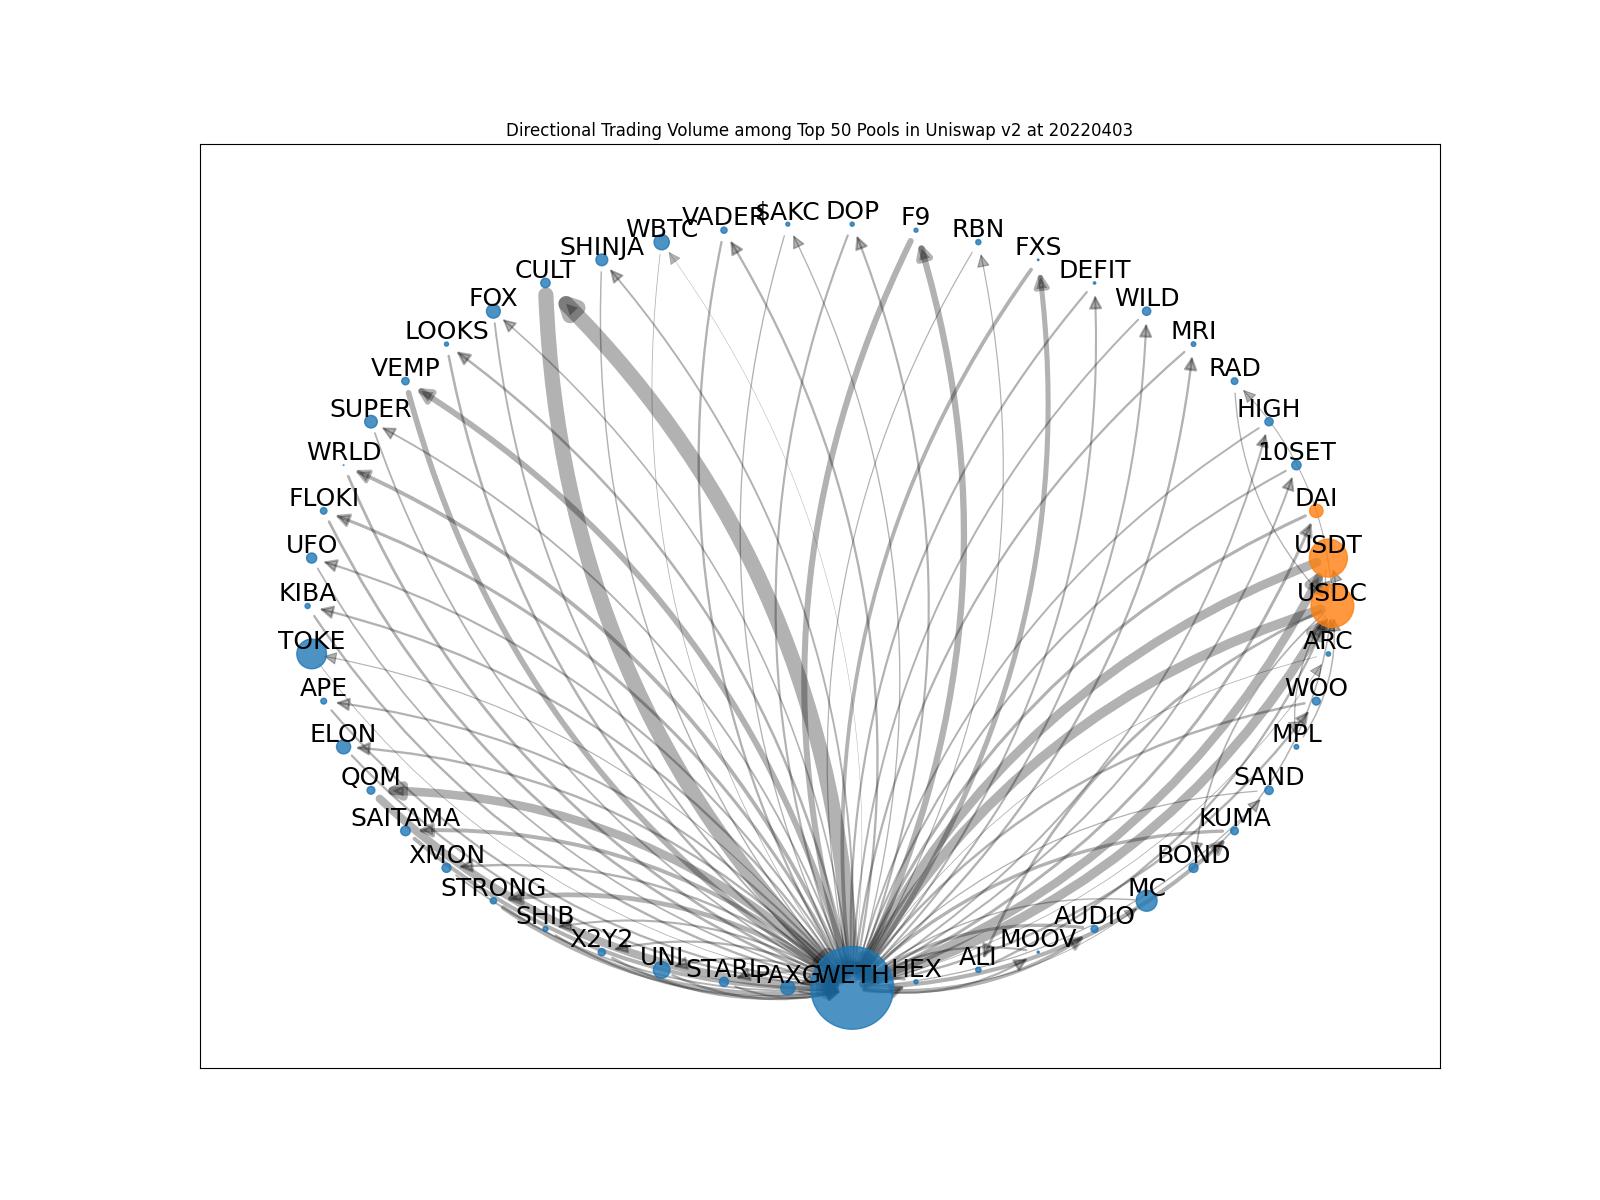 Directional Trading Volume among Top 50 Pools in Uniswap v2 at 20220403
$AKC
DOP
VADER
F9
WBTC
RBN
SHINJA
FXS
CULT
DEFIT
FOX
WILD
LOOKS
MRI
VEMP
RAD
SUPER
HIGH
WRLD
10SET
FLOKI
DAI
UFO
USDT
KIBA
USDC
TOKE
ARC
APE
WOO
ELON
MPL
QOM
SAND
SAITAMA
KUMA
XMON
BOND
STRONG
MC
SHIB
AUDIO
X2Y2
MOOV
UNI
ALI
STARL
HEX
PAXG
WETH